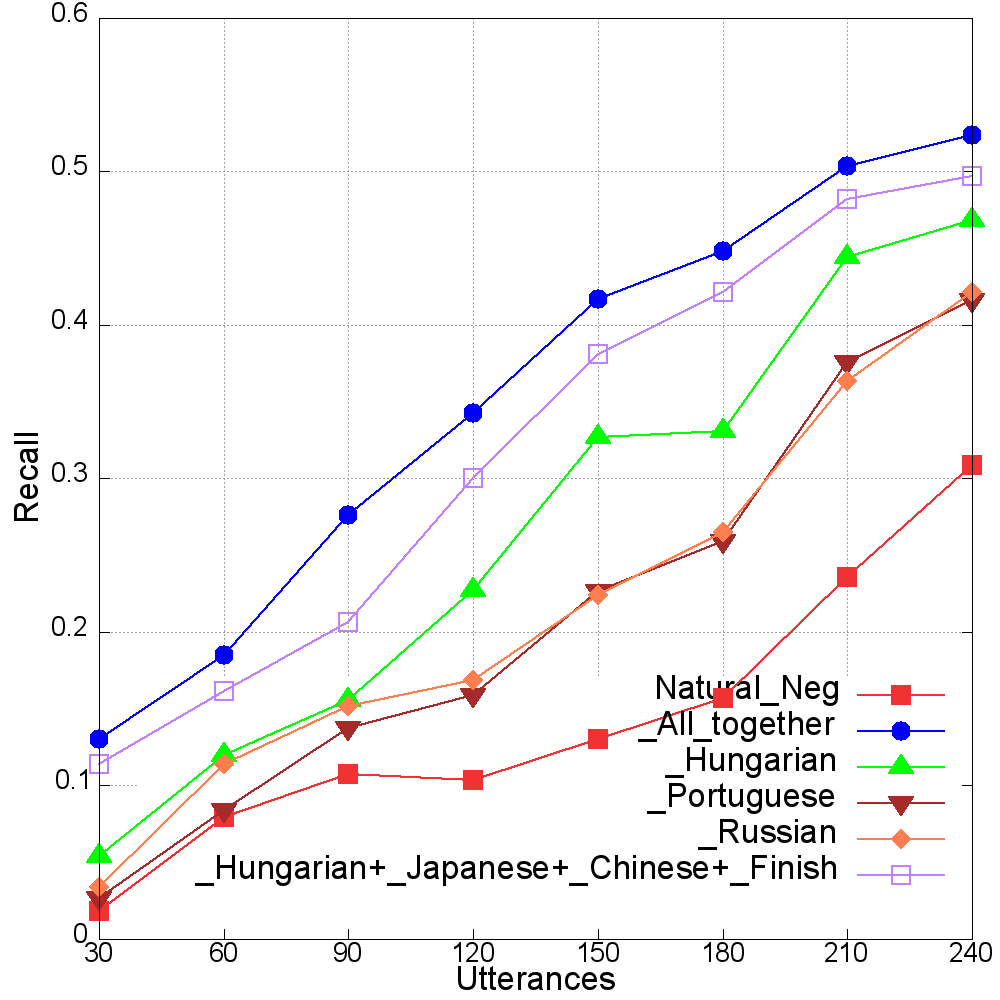 0.6
0.5
0.4
0.3
0.2
0.1
0
Recall
Natural_Neg
_All_together
_Hungarian
_Portuguese
_Russian
_Hungarian+_Japanese+_Chinese+_Finish
30 60 90 120 150 180 210 240
Utterances